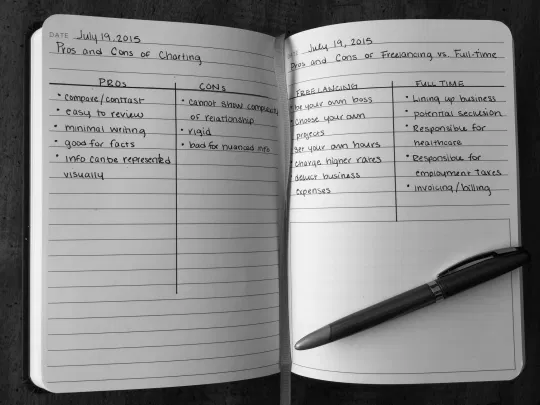 DATE July 19, 2015
Pros and Cons of Charting
PROS
• compare/contrast
• easy to review
• minimal writing
• good for facts
• info can be represented
visually
CONS
• cannot show complexity
of relationship
• rigid
• bad for nuanced info
DATE July 19, 2015
Pros and Cons of Freelancing vs. Full-Time
FREELANCING
• be your own boss
• choose your own
projects
• set your own hours
• charge higher rates
• deduct business
expenses
FULL TIME
• Lining up business
• potential seclusion
• Responsible for
healthcare
• Responsible for
employment taxes
• invoicing/billing